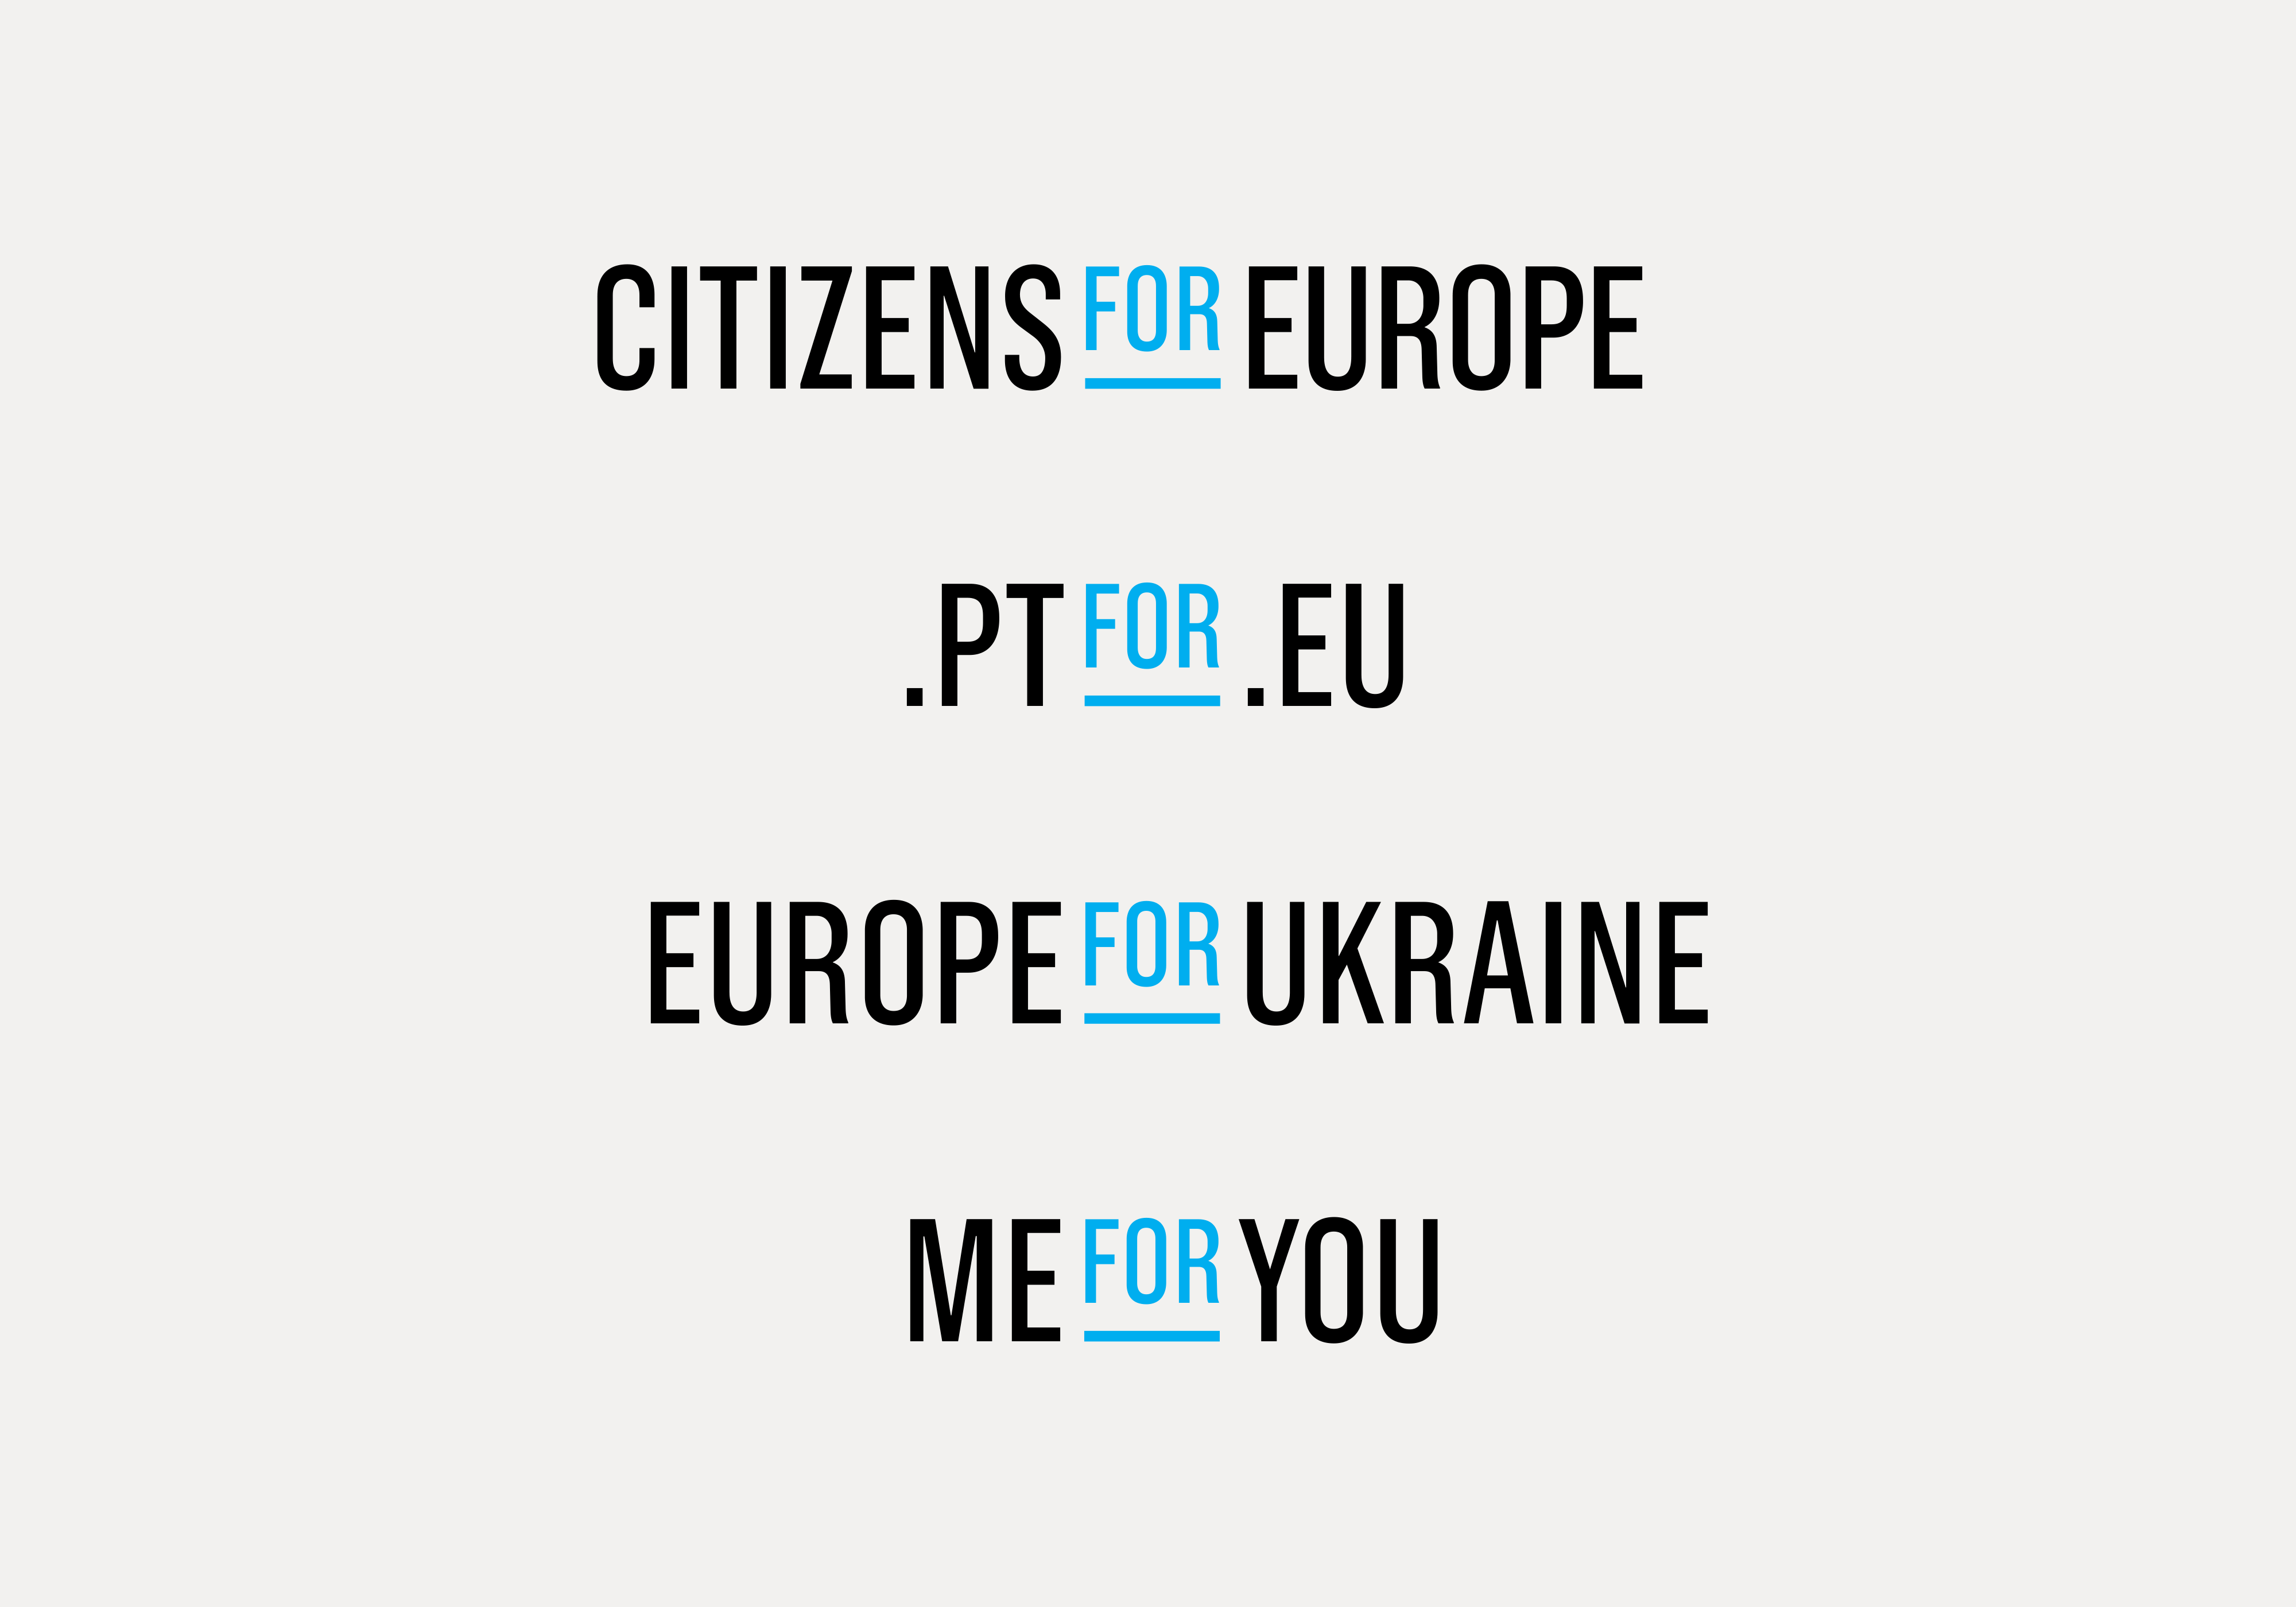 CITIZENS FOR EUROPE
.PT FOR .EU
EUROPE FOR UKRAINE
ME FOR YOU